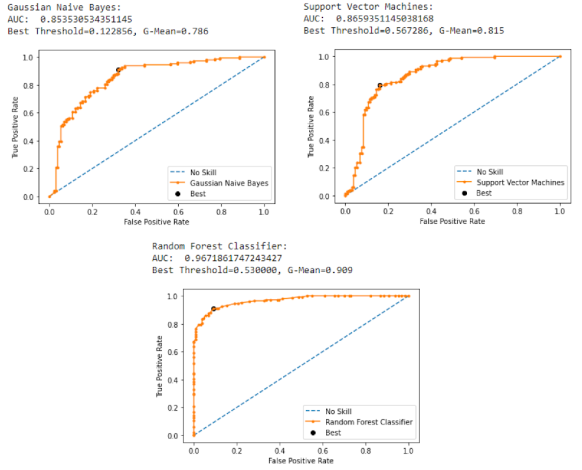 Gaussian Naive Bayes:
AUC: 0.853530534351145
Best Threshold=0.122856, G-Mean=0.786
1.0
0.8
0.6
0.4
0.2
0.0
True Positive Rate
No Skill
Gaussian Naive Bayes
Best
0.0 0.2 0.4 0.6 0.8 1.0
False Positive Rate
Support Vector Machines:
AUC: 0.8659351145038168
Best Threshold=0.567286, G-Mean=0.815
1.0
0.8
0.6
0.4
0.2
0.0
True Positive Rate
No Skill
Support Vector Machines
Best
0.0 0.2 0.4 0.6 0.8 1.0
False Positive Rate
Random Forest Classifier:
AUC: 0.9671861747243427
Best Threshold=0.530000, G-Mean=0.909
1.0
0.8
0.6
0.4
0.2
0.0
True Positive Rate
No Skill
Random Forest Classifier
Best
0.0 0.2 0.4 0.6 0.8 1.0
False Positive Rate